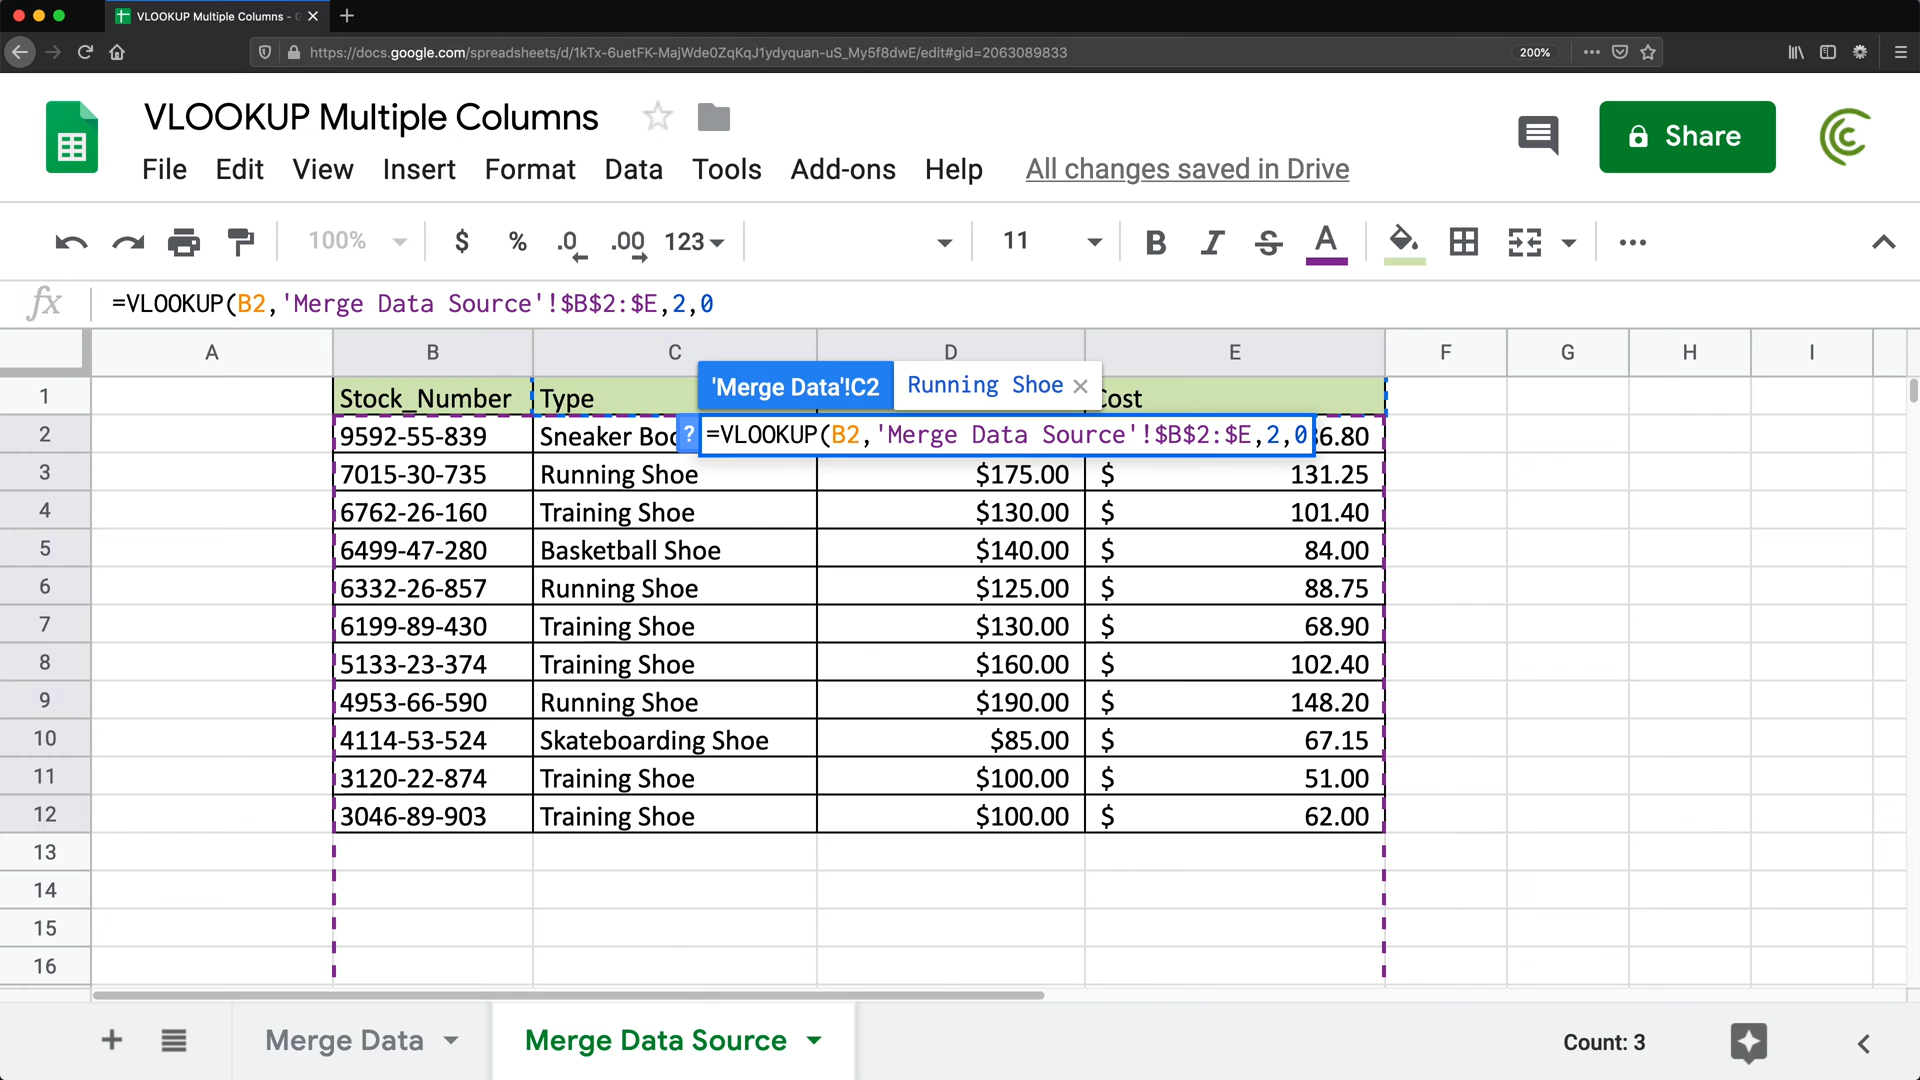 VLOOKUP Multiple Columns - G
https://docs.google.com/spreadsheets/d/1kTx-6uetFK-MajWde0ZqKqJ1ydyquan-uS_My5f8dwE/edit#gid=2063089833 200%
VLOOKUP Multiple Columns
Share
File Edit View Insert Format Data Tools Add-ons Help All changes saved in Drive
100% $ % .0 .00 123 11 B I S A
fx =VLOOKUP(B2,'Merge Data Source'!$B$2:$E,2,0
A B C D E F G H I
'Merge Data'!C2 Running Shoe
1 Stock_Number Type Cost
2 9592-55-839 Sneaker Boo ? =VLOOKUP(B2,'Merge Data Source'!$B$2:$E,2,0 6.80
3 7015-30-735 Running Shoe $175.00 $ 131.25
4 6762-26-160 Training Shoe $130.00 $ 101.40
5 6499-47-280 Basketball Shoe $140.00 $ 84.00
6 6332-26-857 Running Shoe $125.00 $ 88.75
7 6199-89-430 Training Shoe $130.00 $ 68.90
8 5133-23-374 Training Shoe $160.00 $ 102.40
9 4953-66-590 Running Shoe $190.00 $ 148.20
10 4114-53-524 Skateboarding Shoe $85.00 $ 67.15
11 3120-22-874 Training Shoe $100.00 $ 51.00
12 3046-89-903 Training Shoe $100.00 $ 62.00
13
14
15
16
Merge Data Merge Data Source Count: 3